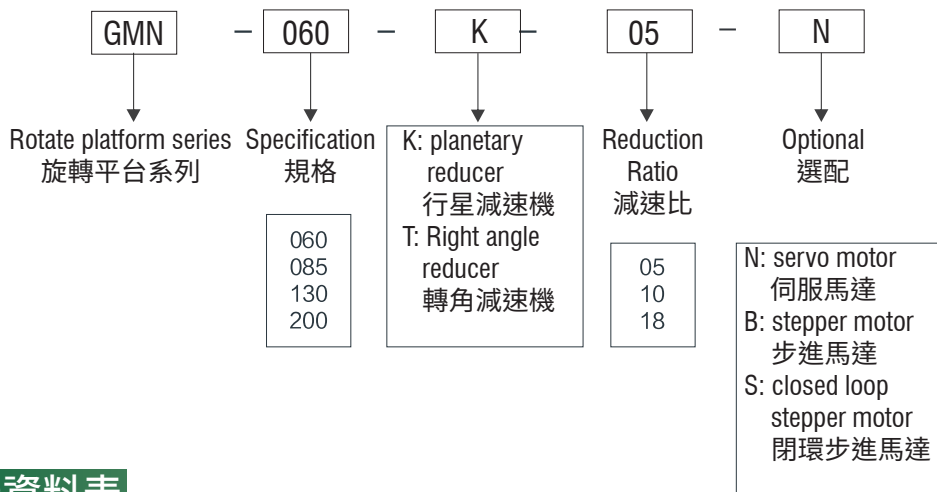 GMN – 060 – K – 05 – N
Rotate platform series
旋轉平台系列
Specification
規格
060
085
130
200
K: planetary
reducer
行星減速機
T: Right angle
reducer
轉角減速機
Reduction
Ratio
減速比
05
10
18
Optional
選配
N: servo motor
伺服馬達
B: stepper motor
步進馬達
S: closed loop
stepper motor
閉環步進馬達
資料表